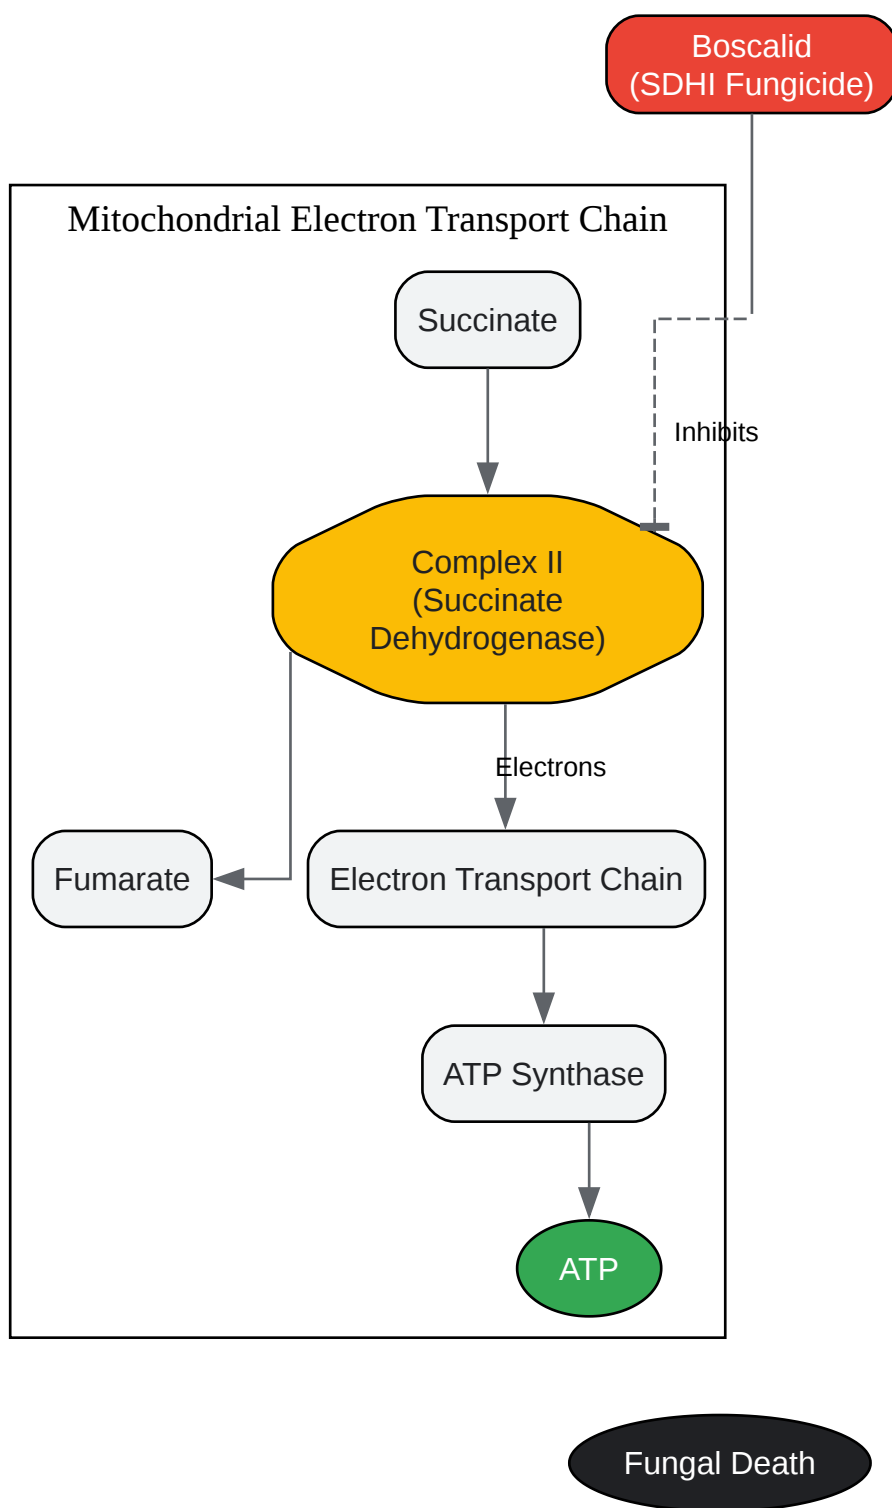 Boscalid
(SDHI Fungicide)
Mitochondrial Electron Transport Chain
Succinate
Inhibits
Complex II
(Succinate
Dehydrogenase)
Electrons
Fumarate
Electron Transport Chain
ATP Synthase
ATP
Fungal Death